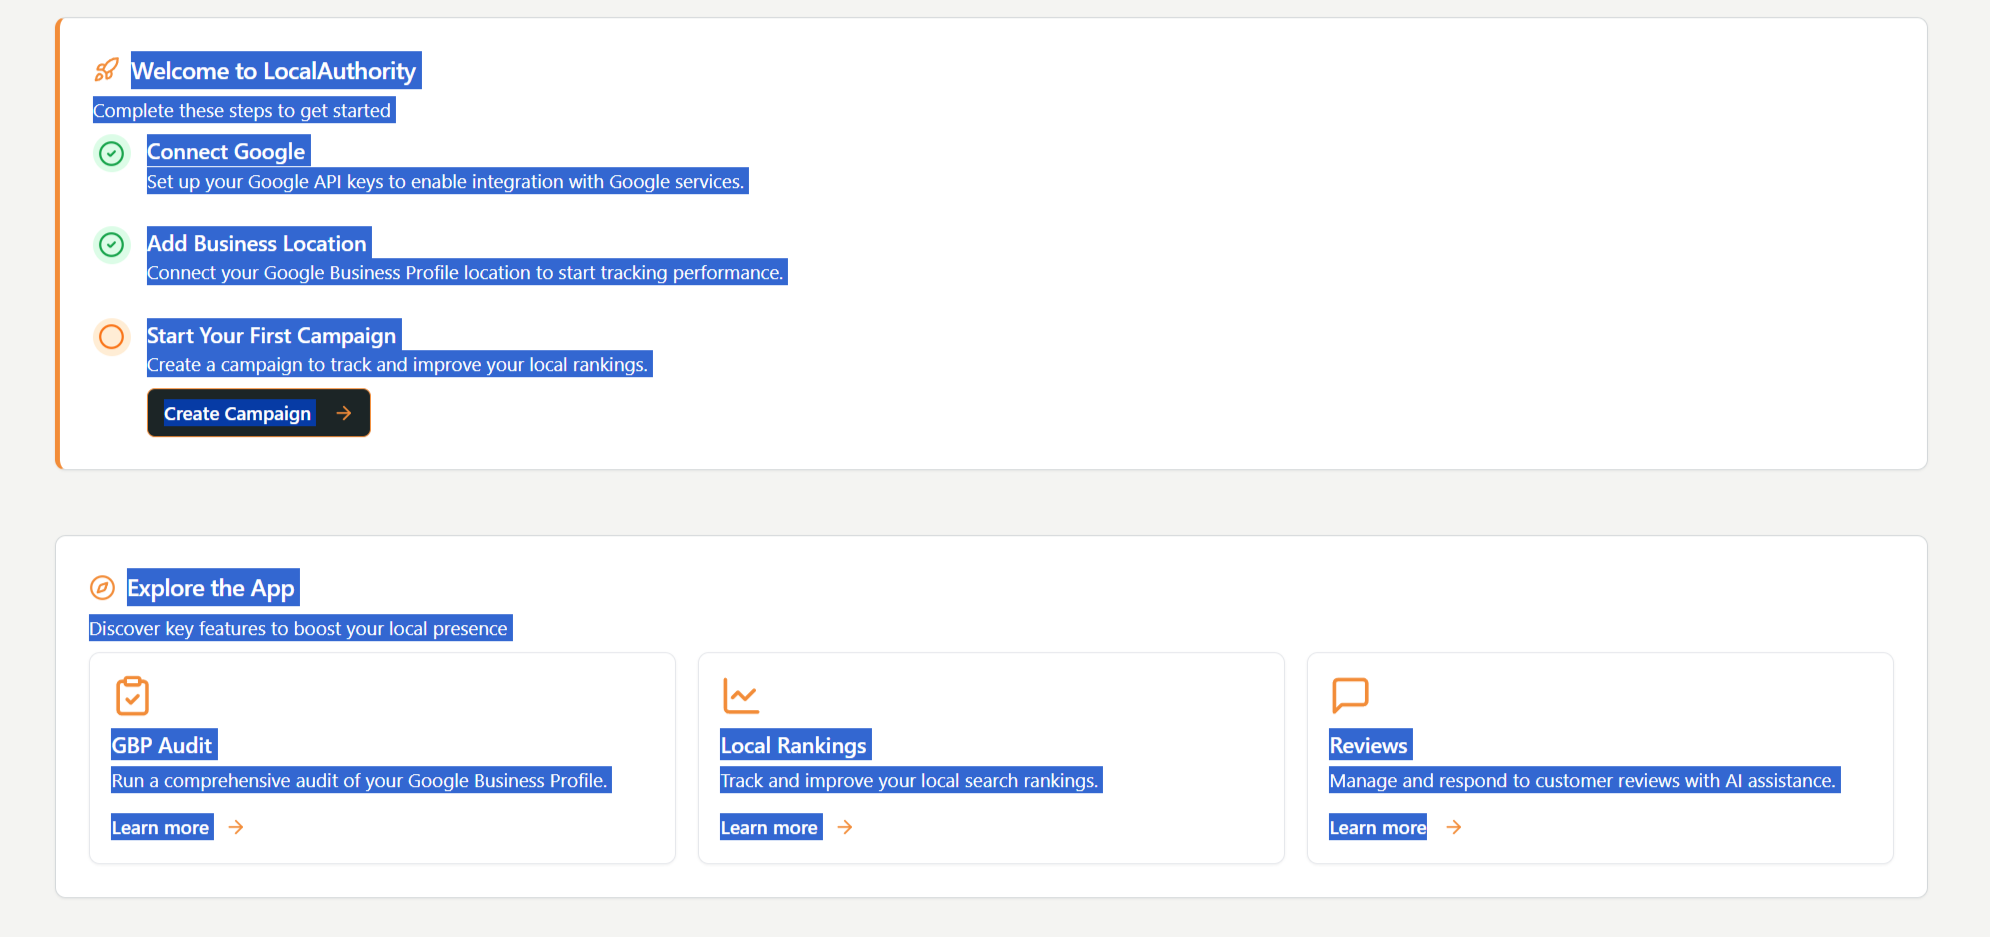 Welcome to LocalAuthority
Complete these steps to get started
Connect Google
Set up your Google API keys to enable integration with Google services.
Add Business Location
Connect your Google Business Profile location to start tracking performance.
Start Your First Campaign
Create a campaign to track and improve your local rankings.
Create Campaign
Explore the App
Discover key features to boost your local presence
GBP Audit
Run a comprehensive audit of your Google Business Profile.
Learn more
Local Rankings
Track and improve your local search rankings.
Learn more
Reviews
Manage and respond to customer reviews with AI assistance.
Learn more